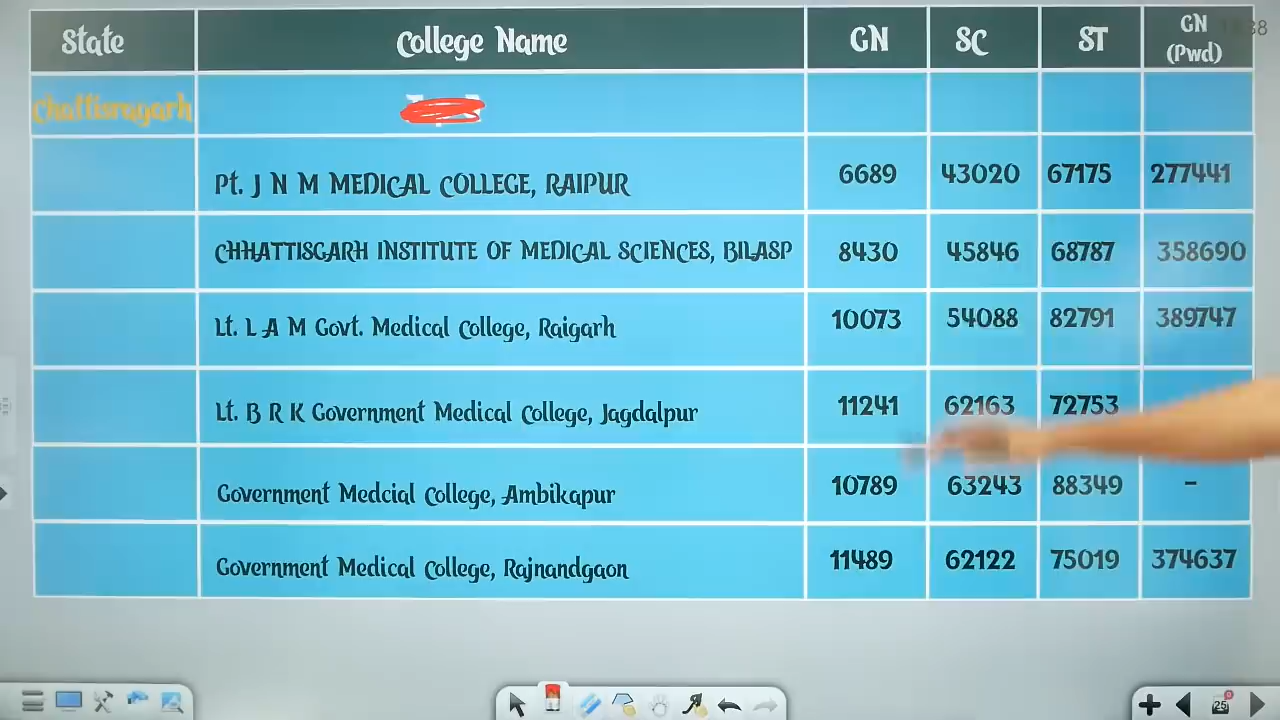 State College Name GN SC ST GN (Pwd)
Chattisragarh
Pt. J N M MEDICAL COLLEGE, RAIPUR 6689 43020 67175 277441
CHHATTISGARH INSTITUTE OF MEDICAL SCIENCES, BILASP 8430 45846 68787 358690
Lt. L A M Govt. Medical College, Raigarh 10073 54088 82791 389747
Lt. B R K Government Medical College, Jagdalpur 11241 62163 72753
Government Medcial College, Ambikapur 10789 63243 88349 -
Government Medical College, Rajnandgaon 11489 62122 75019 374637
25